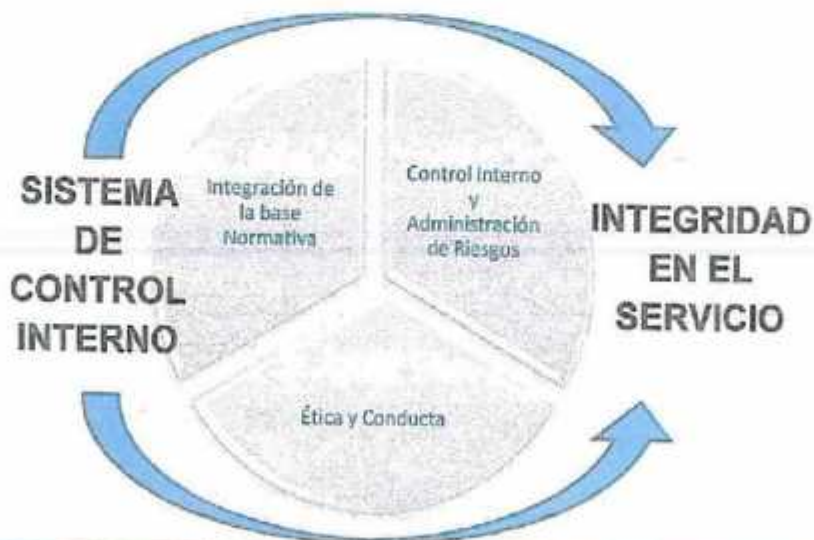 SISTEMA
DE
CONTROL
INTERNO
Integración de
la base
Normativa
Control Interno
y
Administración
de Riesgos
Ética y Conducta
INTEGRIDAD
EN EL
SERVICIO